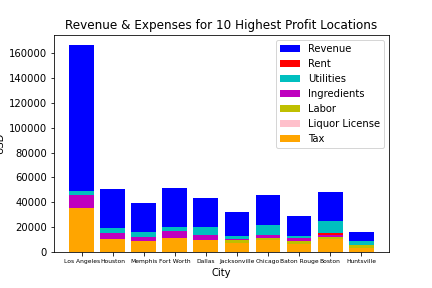 Revenue & Expenses for 10 Highest Profit Locations
160000
140000
120000
100000
80000
60000
40000
20000
0
Revenue
Rent
Utilities
Ingredients
Labor
Liquor License
Tax
Los Angeles Houston Memphis Fort Worth Dallas Jacksonville Chicago Baton Rouge Boston Huntsville
City